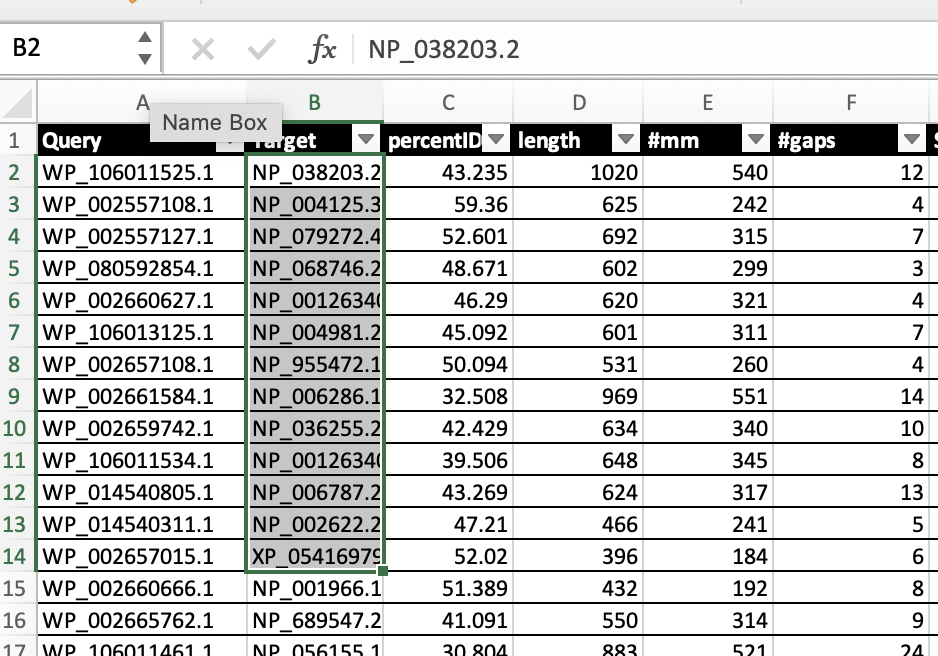 B2 fx NP_038203.2
A B C D E F
Name Box
1 Query Target percentID length #mm #gaps
2 WP_106011525.1 NP_038203.2 43.235 1020 540 12
3 WP_002557108.1 NP_004125.3 59.36 625 242 4
4 WP_002557127.1 NP_079272.4 52.601 692 315 7
5 WP_080592854.1 NP_068746.2 48.671 602 299 3
6 WP_002660627.1 NP_00126340 46.29 620 321 4
7 WP_106013125.1 NP_004981.2 45.092 601 311 7
8 WP_002657108.1 NP_955472.1 50.094 531 260 4
9 WP_002661584.1 NP_006286.1 32.508 969 551 14
10 WP_002659742.1 NP_036255.2 42.429 634 340 10
11 WP_106011534.1 NP_00126340 39.506 648 345 8
12 WP_014540805.1 NP_006787.2 43.269 624 317 13
13 WP_014540311.1 NP_002622.2 47.21 466 241 5
14 WP_002657015.1 XP_05416979 52.02 396 184 6
15 WP_002660666.1 NP_001966.1 51.389 432 192 8
16 WP_002665762.1 NP_689547.2 41.091 550 314 9
17 WP_106011461.1 NP_056155.1 30.804 883 521 24